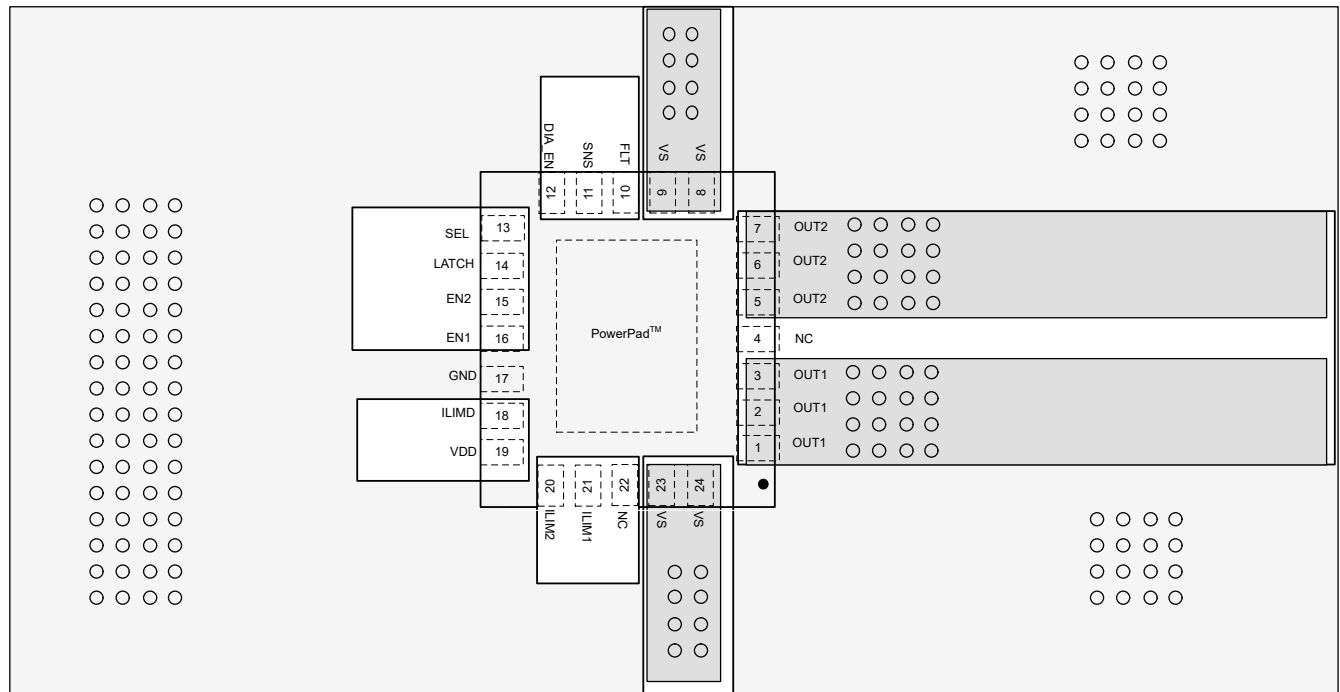 DIA_EN
SNS
FLT
VS
VS
12
11
10
9
8
SEL
13
LATCH
14
EN2
15
EN1
16
GND
17
ILIMD
18
VDD
19
PowerPad™
7
OUT2
6
OUT2
5
OUT2
4
NC
3
OUT1
2
OUT1
1
OUT1
20
21
22
23
24
ILIM2
ILIM1
NC
VS
VS